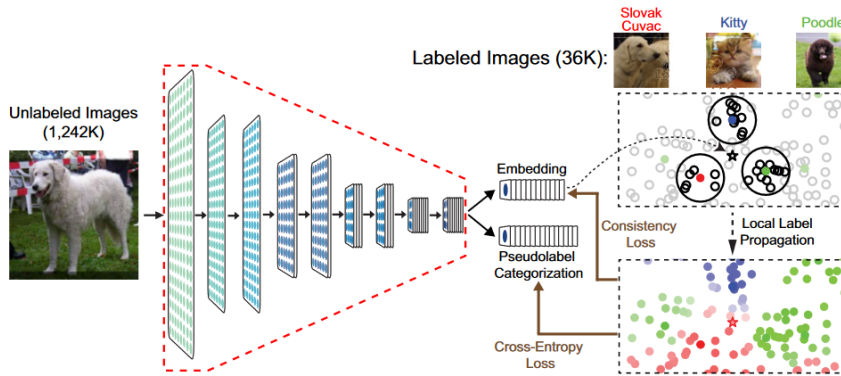 Slovak
Cuvac
Kitty
Poodle
Labeled Images (36K):
Unlabeled Images
(1,242K)
Embedding
Pseudolabel
Categorization
Consistency
Loss
Local Label
Propagation
Cross-Entropy
Loss